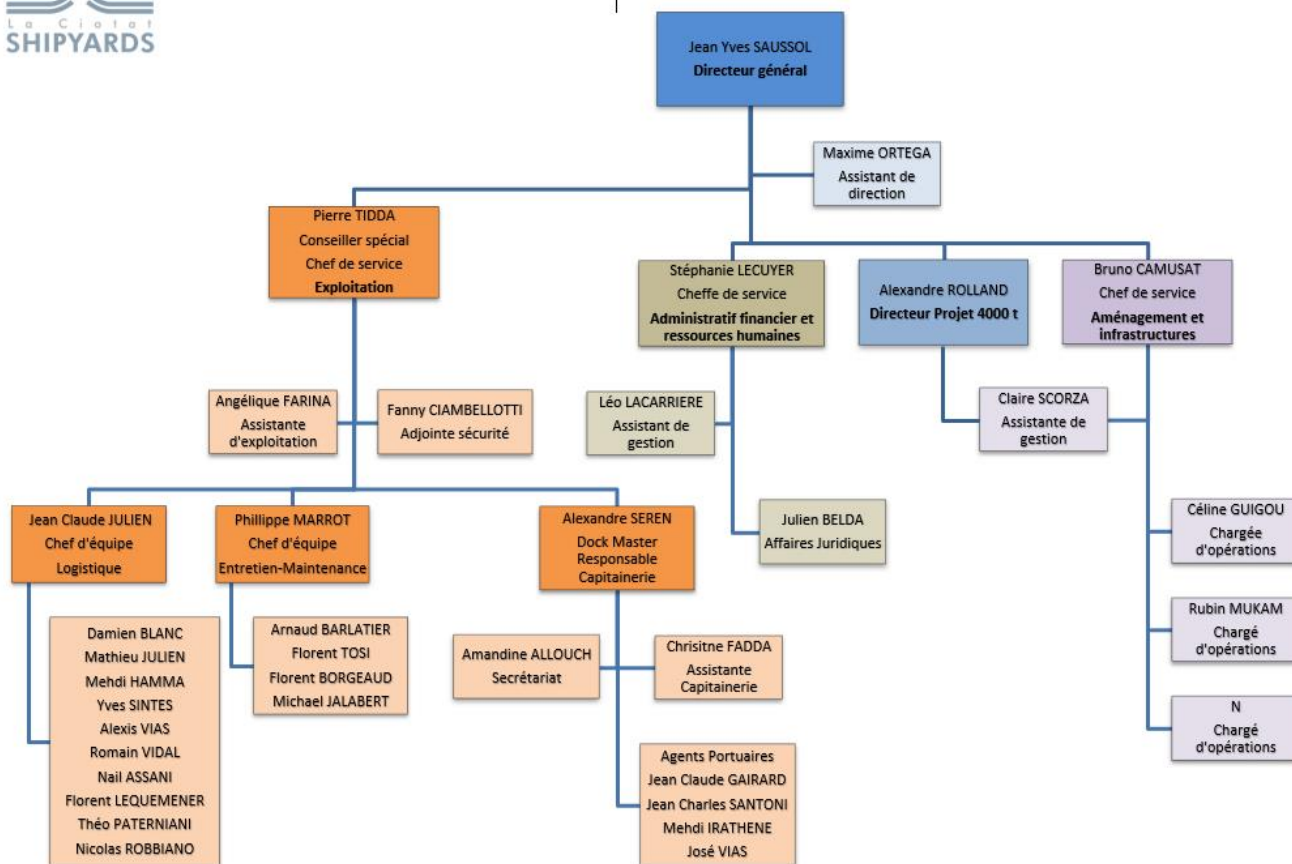 La Ciotat
SHIPYARDS
Jean Yves SAUSSOL
Directeur général
Maxime ORTEGA
Assistant de
direction
Pierre TIDDA
Conseiller spécial
Chef de service
Exploitation
Stéphanie LECUYER
Cheffe de service
Administratif financier et
ressources humaines
Alexandre ROLLAND
Directeur Projet 4000 t
Bruno CAMUSAT
Chef de service
Aménagement et
infrastructures
Angélique FARINA
Assistante
d'exploitation
Fanny CIAMBELLOTTI
Adjointe sécurité
Léo LACARRIERE
Assistant de
gestion
Claire SCORZA
Assistante de
gestion
Jean Claude JULIEN
Chef d'équipe
Logistique
Phillippe MARROT
Chef d'équipe
Entretien-Maintenance
Alexandre SEREN
Dock Master
Responsable
Capitainerie
Julien BELDA
Affaires Juridiques
Céline GUIGOU
Chargée
d'opérations
Damien BLANC
Mathieu JULIEN
Mehdi HAMMA
Yves SINTES
Alexis VIAS
Romain VIDAL
Nail ASSANI
Florent LEQUEMENER
Théo PATERNIANI
Nicolas ROBBIANO
Arnaud BARLATIER
Florent TOSI
Florent BORGEAUD
Michael JALABERT
Amandine ALLOUCH
Secrétariat
Chrisitne FADDA
Assistante
Capitainerie
Rubin MUKAM
Chargé
d'opérations
N
Chargé
d'opérations
Agents Portuaires
Jean Claude GAIRARD
Jean Charles SANTONI
Mehdi IRATHENE
José VIAS